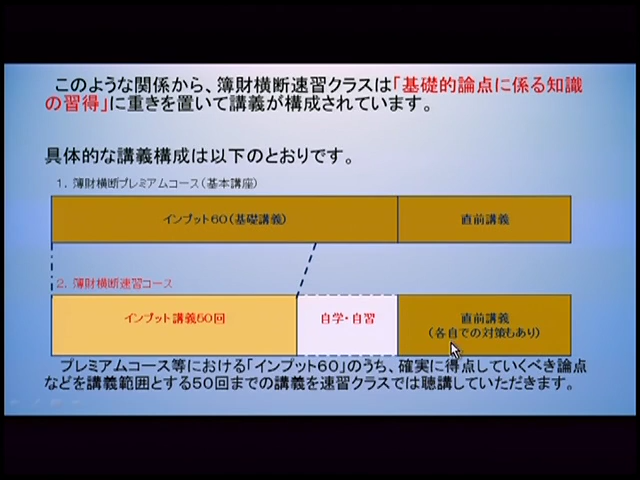 このような関係から、簿財横断速習クラスは「基礎的論点に係る知識
の習得」に重きを置いて講義が構成されています。
具体的な講義構成は以下のとおりです。
1．簿財横断プレミアムコース（基本講座）
インプット60（基礎講義）
直前講義
2．簿財横断速習コース
インプット講義50回
自学・自習
直前講義
（各自での対策もあり）
プレミアムコース等における「インプット60」のうち、確実に得点していくべき論点
などを講義範囲とする50回までの講義を速習クラスでは聴講していただきます。